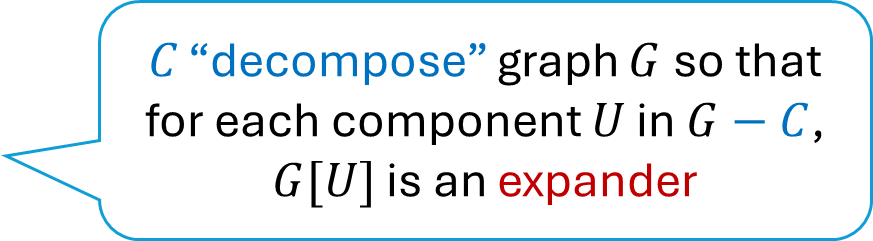 C “decompose” graph G so that
for each component U in G − C,
G[U] is an expander